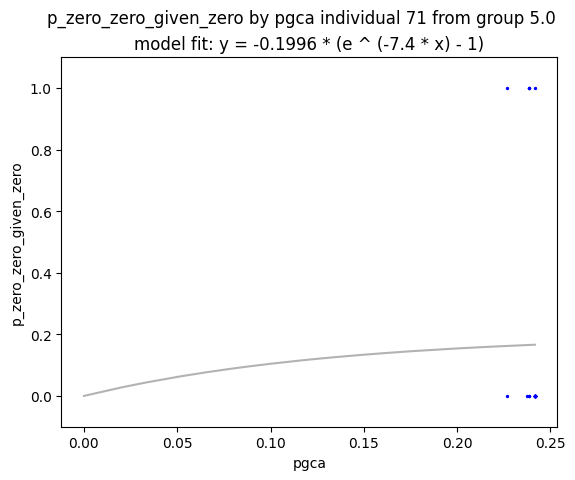 p_zero_zero_given_zero by pgca individual 71 from group 5.0
model fit: y = -0.1996 * (e ^ (-7.4 * x) - 1)
p_zero_zero_given_zero
1.0
0.8
0.6
0.4
0.2
0.0
0.00 0.05 0.10 0.15 0.20 0.25
pgca